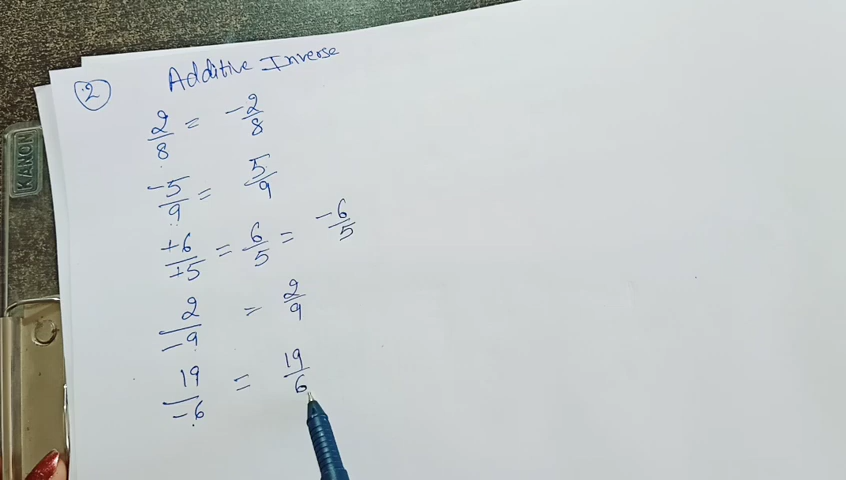 KANON
2 Additive Inverse
2/8 = -2/8
-5/9 = 5/9
+6/+5 = 6/5 = -6/5
2/-9 = 2/9
19/-6 = 19/6